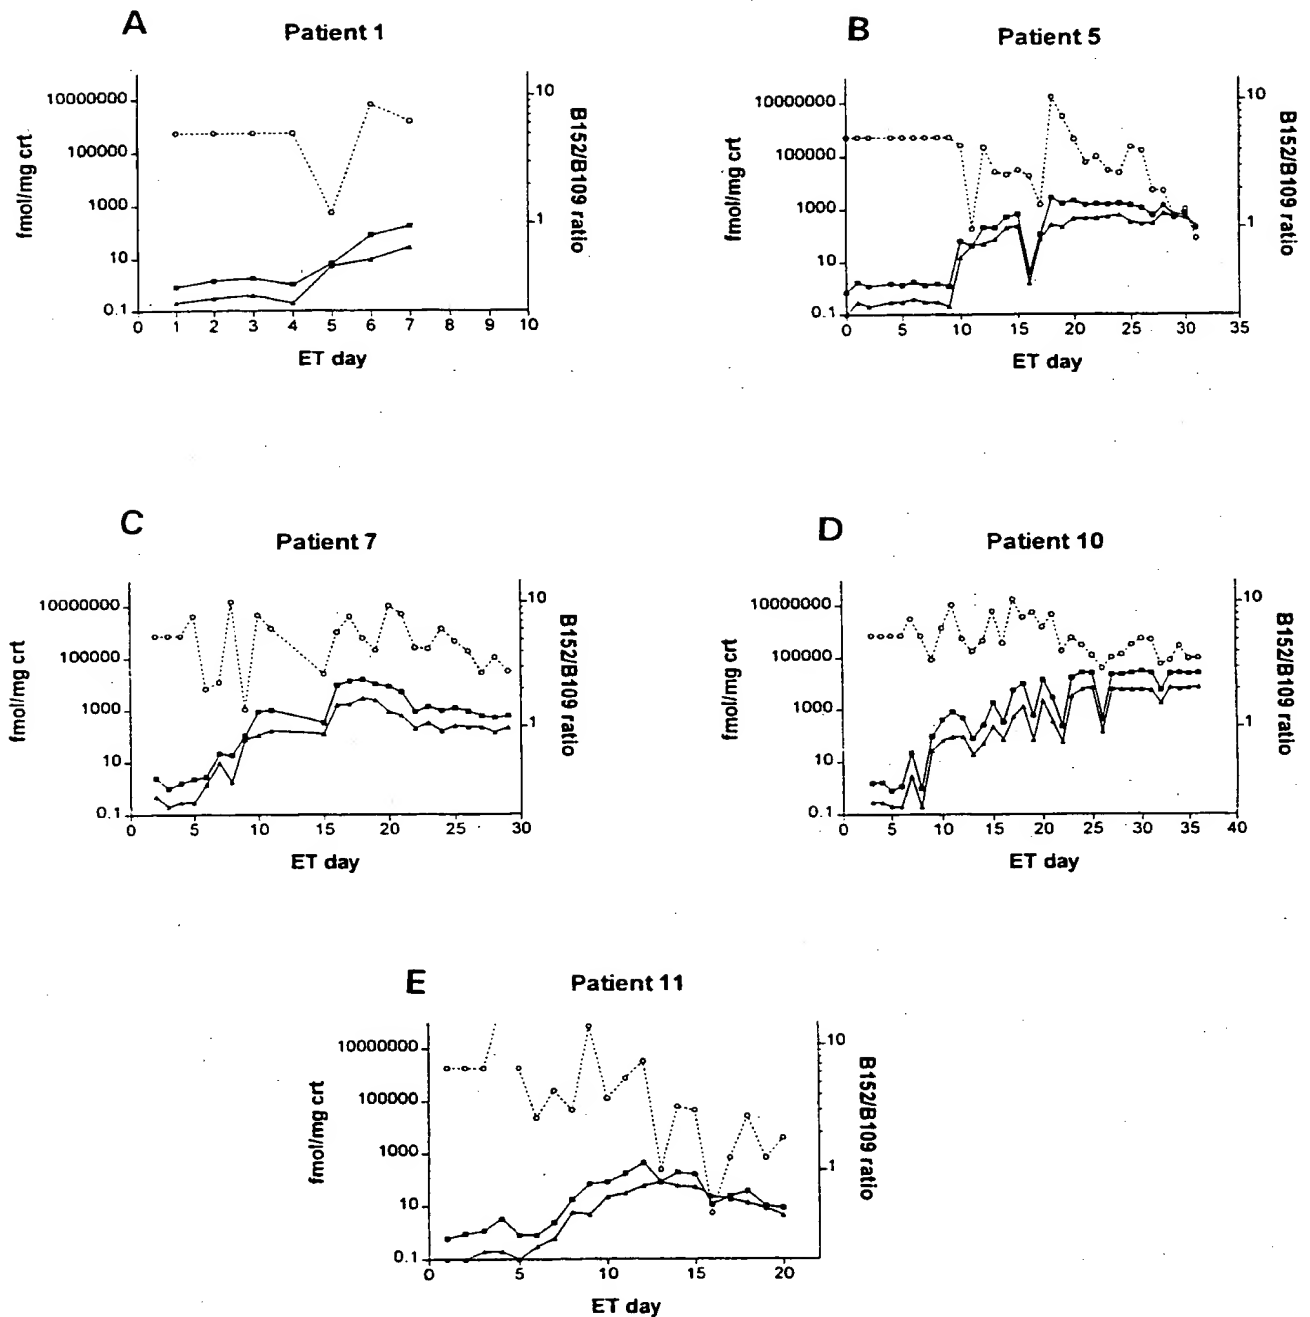 A
Patient 1
10000000
100000
1000
10
0.1
fmol/mg crt
10
1
B152/B109 ratio
0 1 2 3 4 5 6 7 8 9 10
ET day
B
Patient 5
10000000
100000
1000
10
0.1
fmol/mg crt
10
1
B152/B109 ratio
0 5 10 15 20 25 30 35
ET day
C
Patient 7
10000000
100000
1000
10
0.1
fmol/mg crt
10
1
B152/B109 ratio
0 5 10 15 20 25 30
ET day
D
Patient 10
10000000
100000
1000
10
0.1
fmol/mg crt
10
1
B152/B109 ratio
0 5 10 15 20 25 30 35 40
ET day
E
Patient 11
10000000
100000
1000
10
0.1
fmol/mg crt
10
1
B152/B109 ratio
0 5 10 15 20
ET day